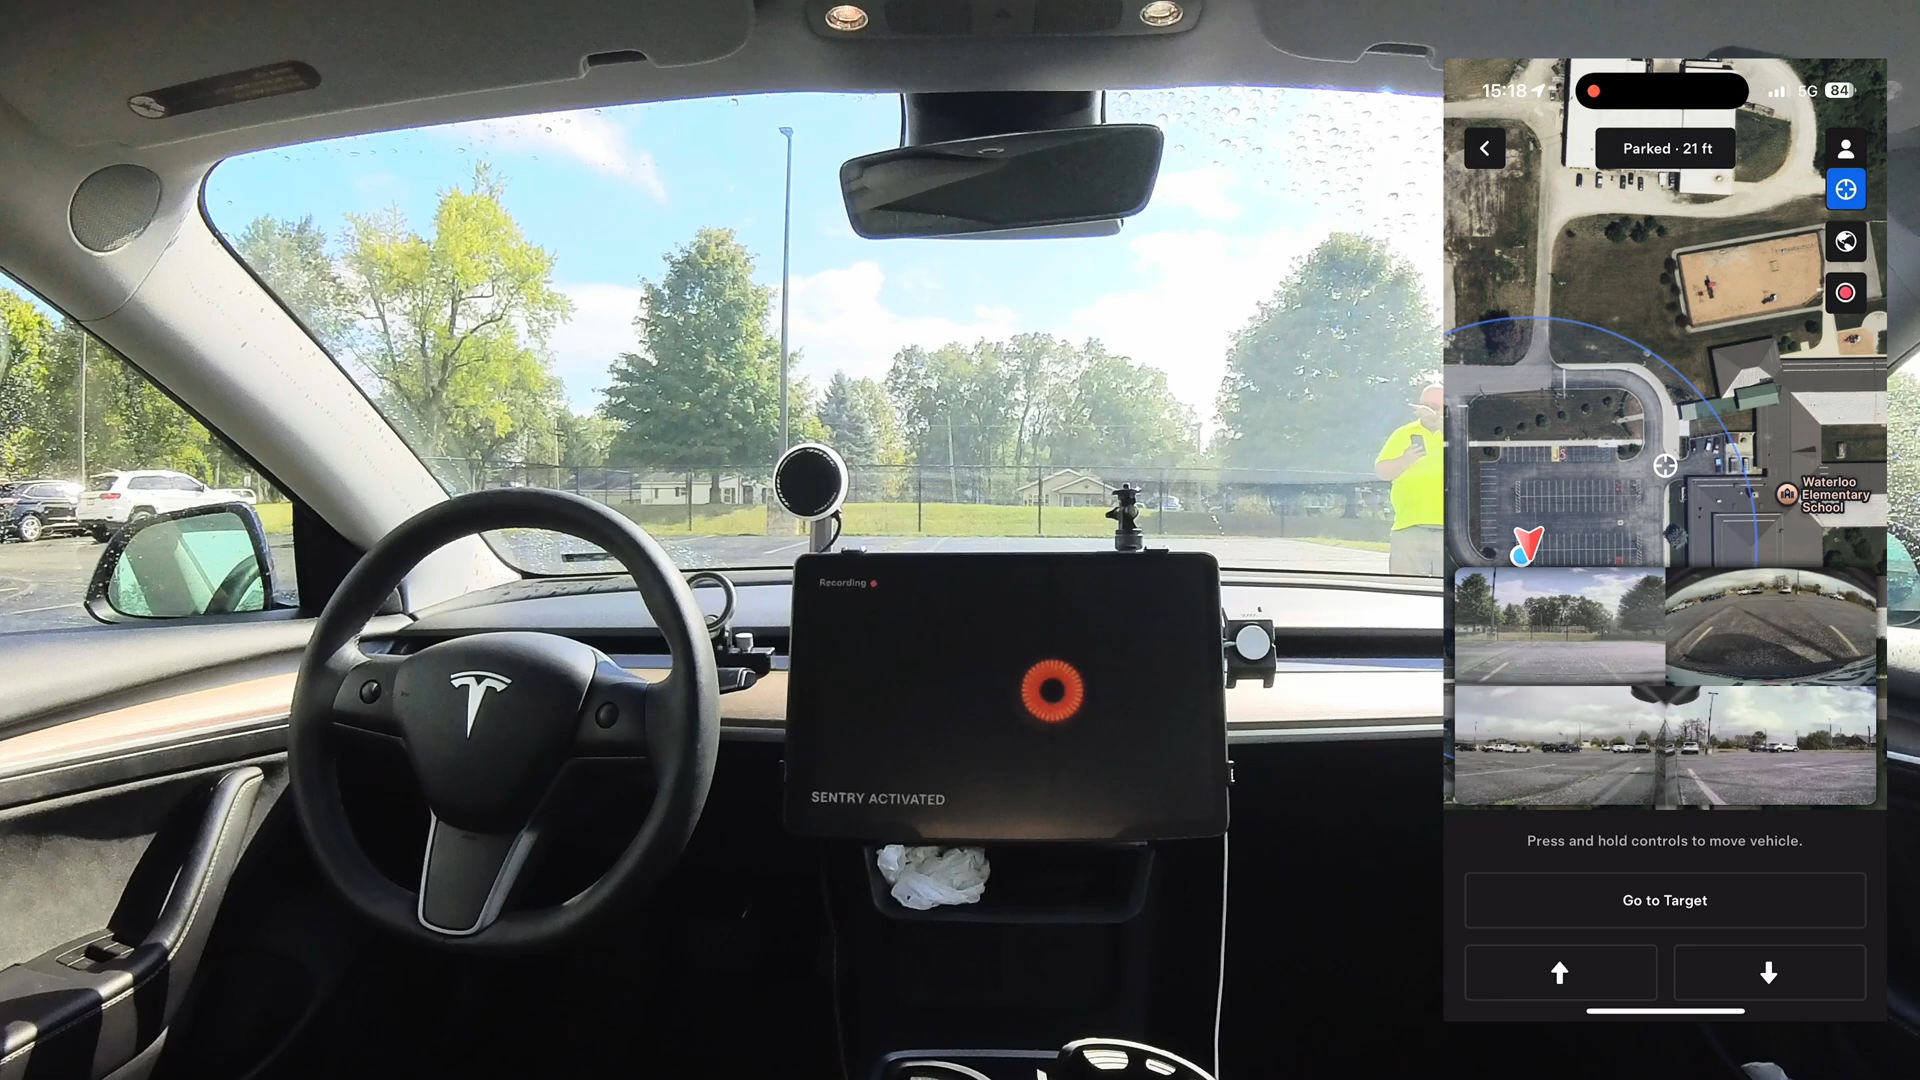 Recording
SENTRY ACTIVATED
15:18
5G 84
Parked · 21 ft
Waterloo
Elementary
School
Press and hold controls to move vehicle.
Go to Target